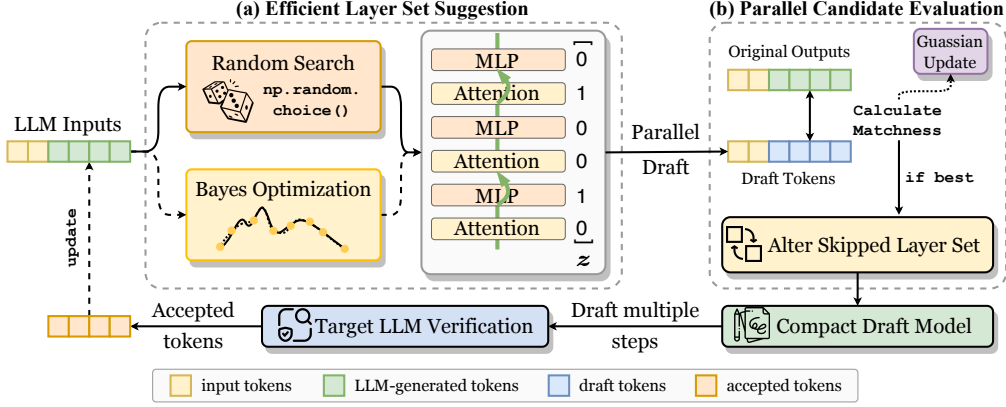 (a) Efficient Layer Set Suggestion
(b) Parallel Candidate Evaluation
LLM Inputs
update
Random Search
np.random.
choice()
Bayes Optimization
MLP 0
Attention 1
MLP 0
Attention 0
MLP 1
Attention 0
z
Parallel
Draft
Original Outputs
Draft Tokens
Gaussian
Update
Calculate
Matchness
if best
Alter Skipped Layer Set
Compact Draft Model
Draft multiple
steps
Target LLM Verification
Accepted
tokens
input tokens
LLM-generated tokens
draft tokens
accepted tokens